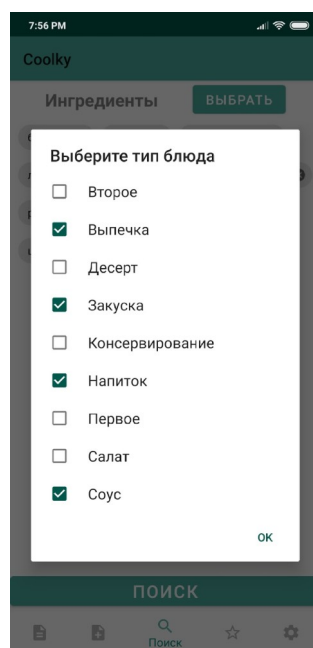 7:56 PM
Coolky
Ингредиенты ВЫБРАТЬ
Выберите тип блюда
Второе
Выпечка
Десерт
Закуска
Консервирование
Напиток
Первое
Салат
Соус
ОК
ПОИСК
Поиск